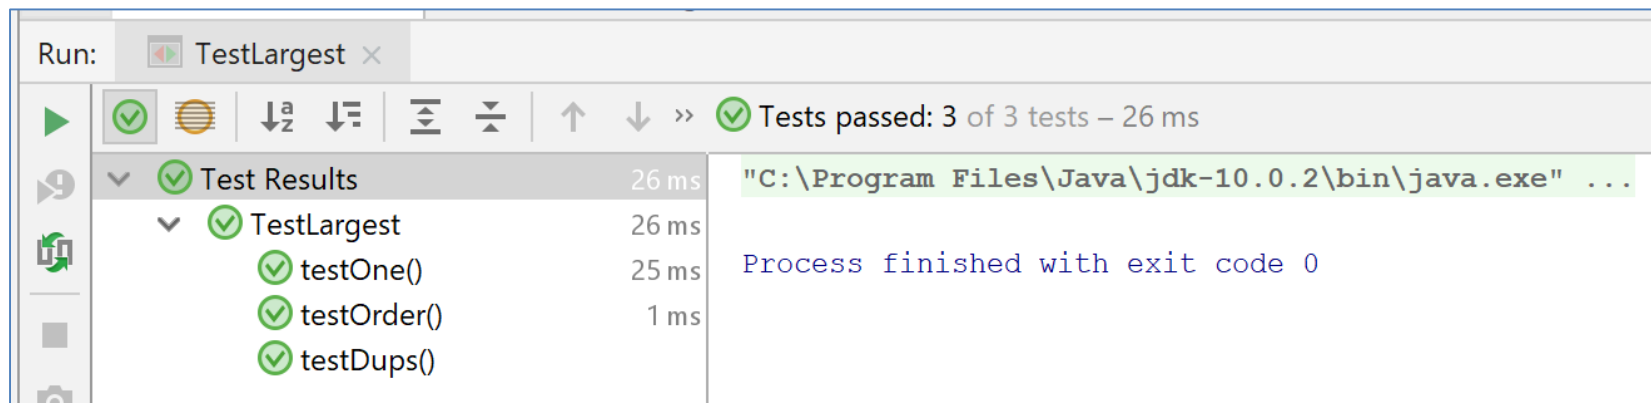 Run: TestLargest
Tests passed: 3 of 3 tests – 26 ms
Test Results 26 ms
TestLargest 26 ms
testOne() 25 ms
testOrder() 1 ms
testDups()
"C:\Program Files\Java\jdk-10.0.2\bin\java.exe" ...
Process finished with exit code 0